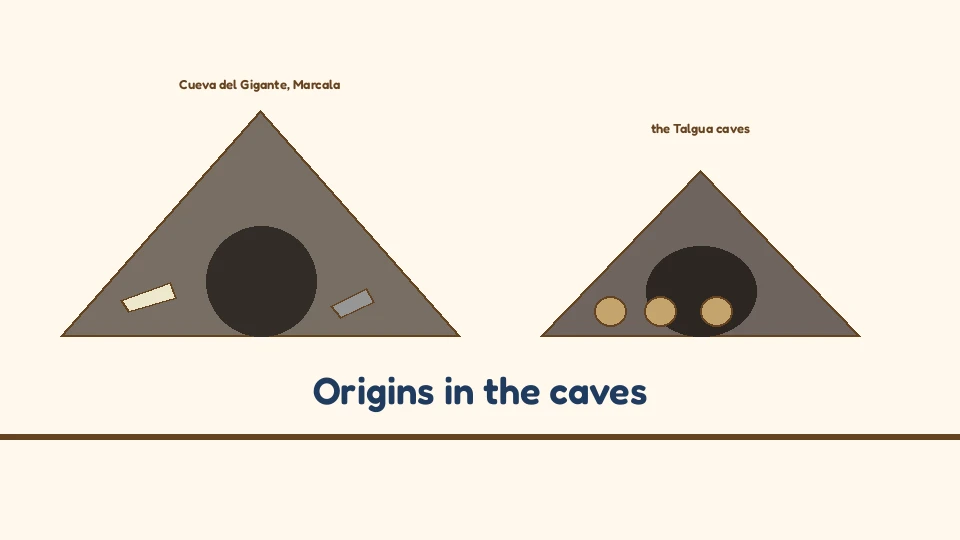 Cueva del Gigante, Marcala
the Talgua caves
Origins in the caves